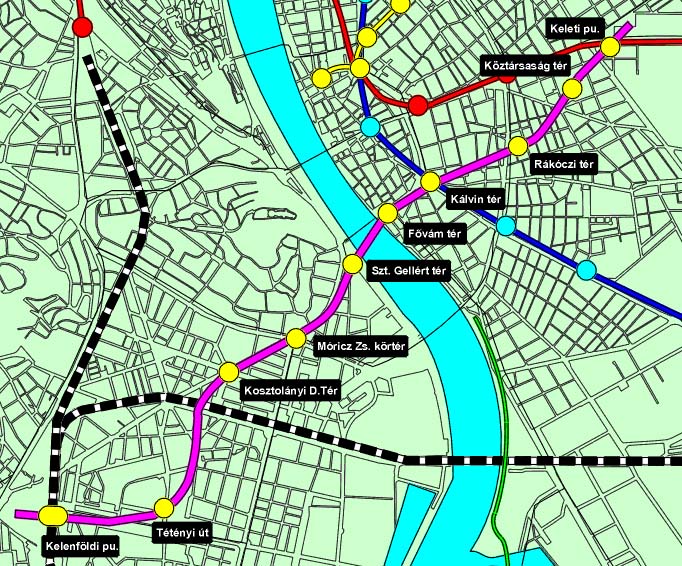 Keleti pu.
Köztársaság tér
Rákóczi tér
Kálvin tér
Fővám tér
Szt. Gellért tér
Móricz Zs. körtér
Kosztolányi D.Tér
Tétényi út
Kelenföldi pu.